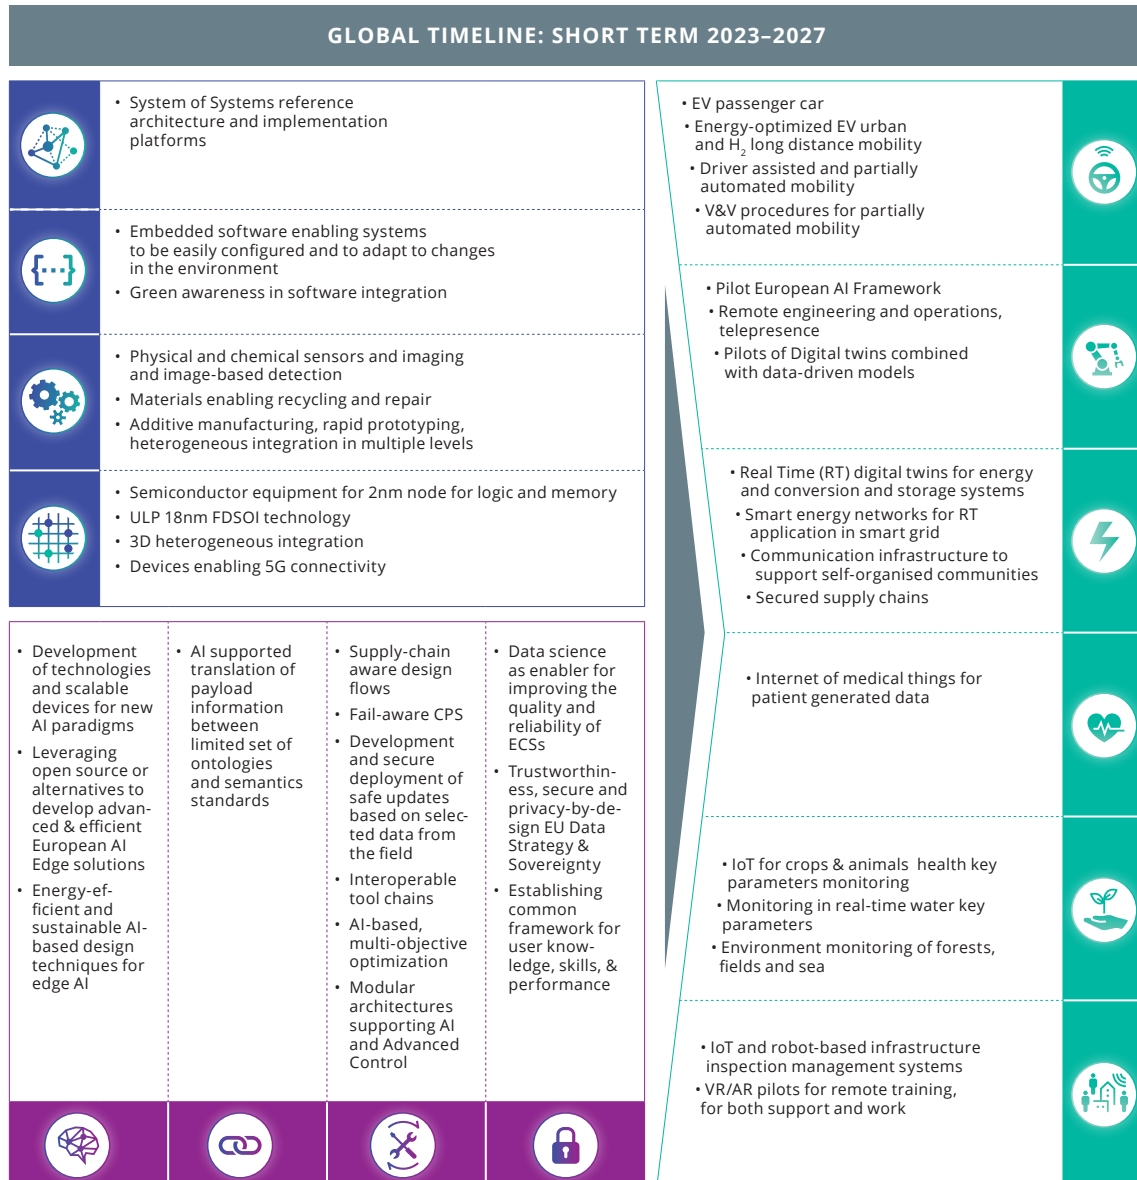 GLOBAL TIMELINE: SHORT TERM 2023–2027
• System of Systems reference
architecture and implementation
platforms
• Embedded software enabling systems
to be easily configured and to adapt to changes
in the environment
• Green awareness in software integration
• Physical and chemical sensors and imaging
and image-based detection
• Materials enabling recycling and repair
• Additive manufacturing, rapid prototyping,
heterogeneous integration in multiple levels
• Semiconductor equipment for 2nm node for logic and memory
• ULP 18nm FDSOI technology
• 3D heterogeneous integration
• Devices enabling 5G connectivity
• Development
of technologies
and scalable
devices for new
AI paradigms
• Leveraging
open source or
alternatives to
develop advan-
ced & efficient
European AI
Edge solutions
• Energy-ef-
ficient and
sustainable AI-
based design
techniques for
edge AI
• AI supported
translation of
payload
information
between
limited set of
ontologies
and semantics
standards
• Supply-chain
aware design
flows
• Fail-aware CPS
• Development
and secure
deployment of
safe updates
based on selec-
ted data from
the field
• Interoperable
tool chains
• AI-based,
multi-objective
optimization
• Modular
architectures
supporting AI
and Advanced
Control
• Data science
as enabler for
improving the
quality and
reliability of
ECSs
• Trustworthin-
ess, secure and
privacy-by-de-
sign EU Data
Strategy &
Sovereignty
• Establishing
common
framework for
user know-
ledge, skills, &
performance
• EV passenger car
• Energy-optimized EV urban
and H2 long distance mobility
• Driver assisted and partially
automated mobility
• V&V procedures for partially
automated mobility
• Pilot European AI Framework
• Remote engineering and operations,
telepresence
• Pilots of Digital twins combined
with data-driven models
• Real Time (RT) digital twins for energy
and conversion and storage systems
• Smart energy networks for RT
application in smart grid
• Communication infrastructure to
support self-organised communities
• Secured supply chains
• Internet of medical things for
patient generated data
• IoT for crops & animals health key
parameters monitoring
• Monitoring in real-time water key
parameters
• Environment monitoring of forests,
fields and sea
• IoT and robot-based infrastructure
inspection management systems
• VR/AR pilots for remote training,
for both support and work